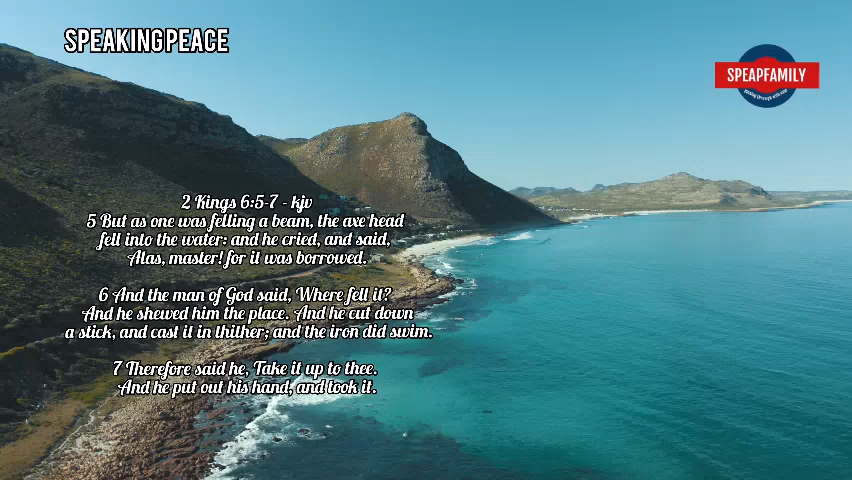 SPEAKING PEACE
SPEAPFAMILY
2 Kings 6:5-7 - kjv
5 But as one was felling a beam, the axe head
fell into the water: and he cried, and said,
Alas, master! for it was borrowed.
6 And the man of God said, Where fell it?
And he shewed him the place. And he cut down
a stick, and cast it in thither; and the iron did swim.
7 Therefore said he, Take it up to thee.
And he put out his hand, and took it.